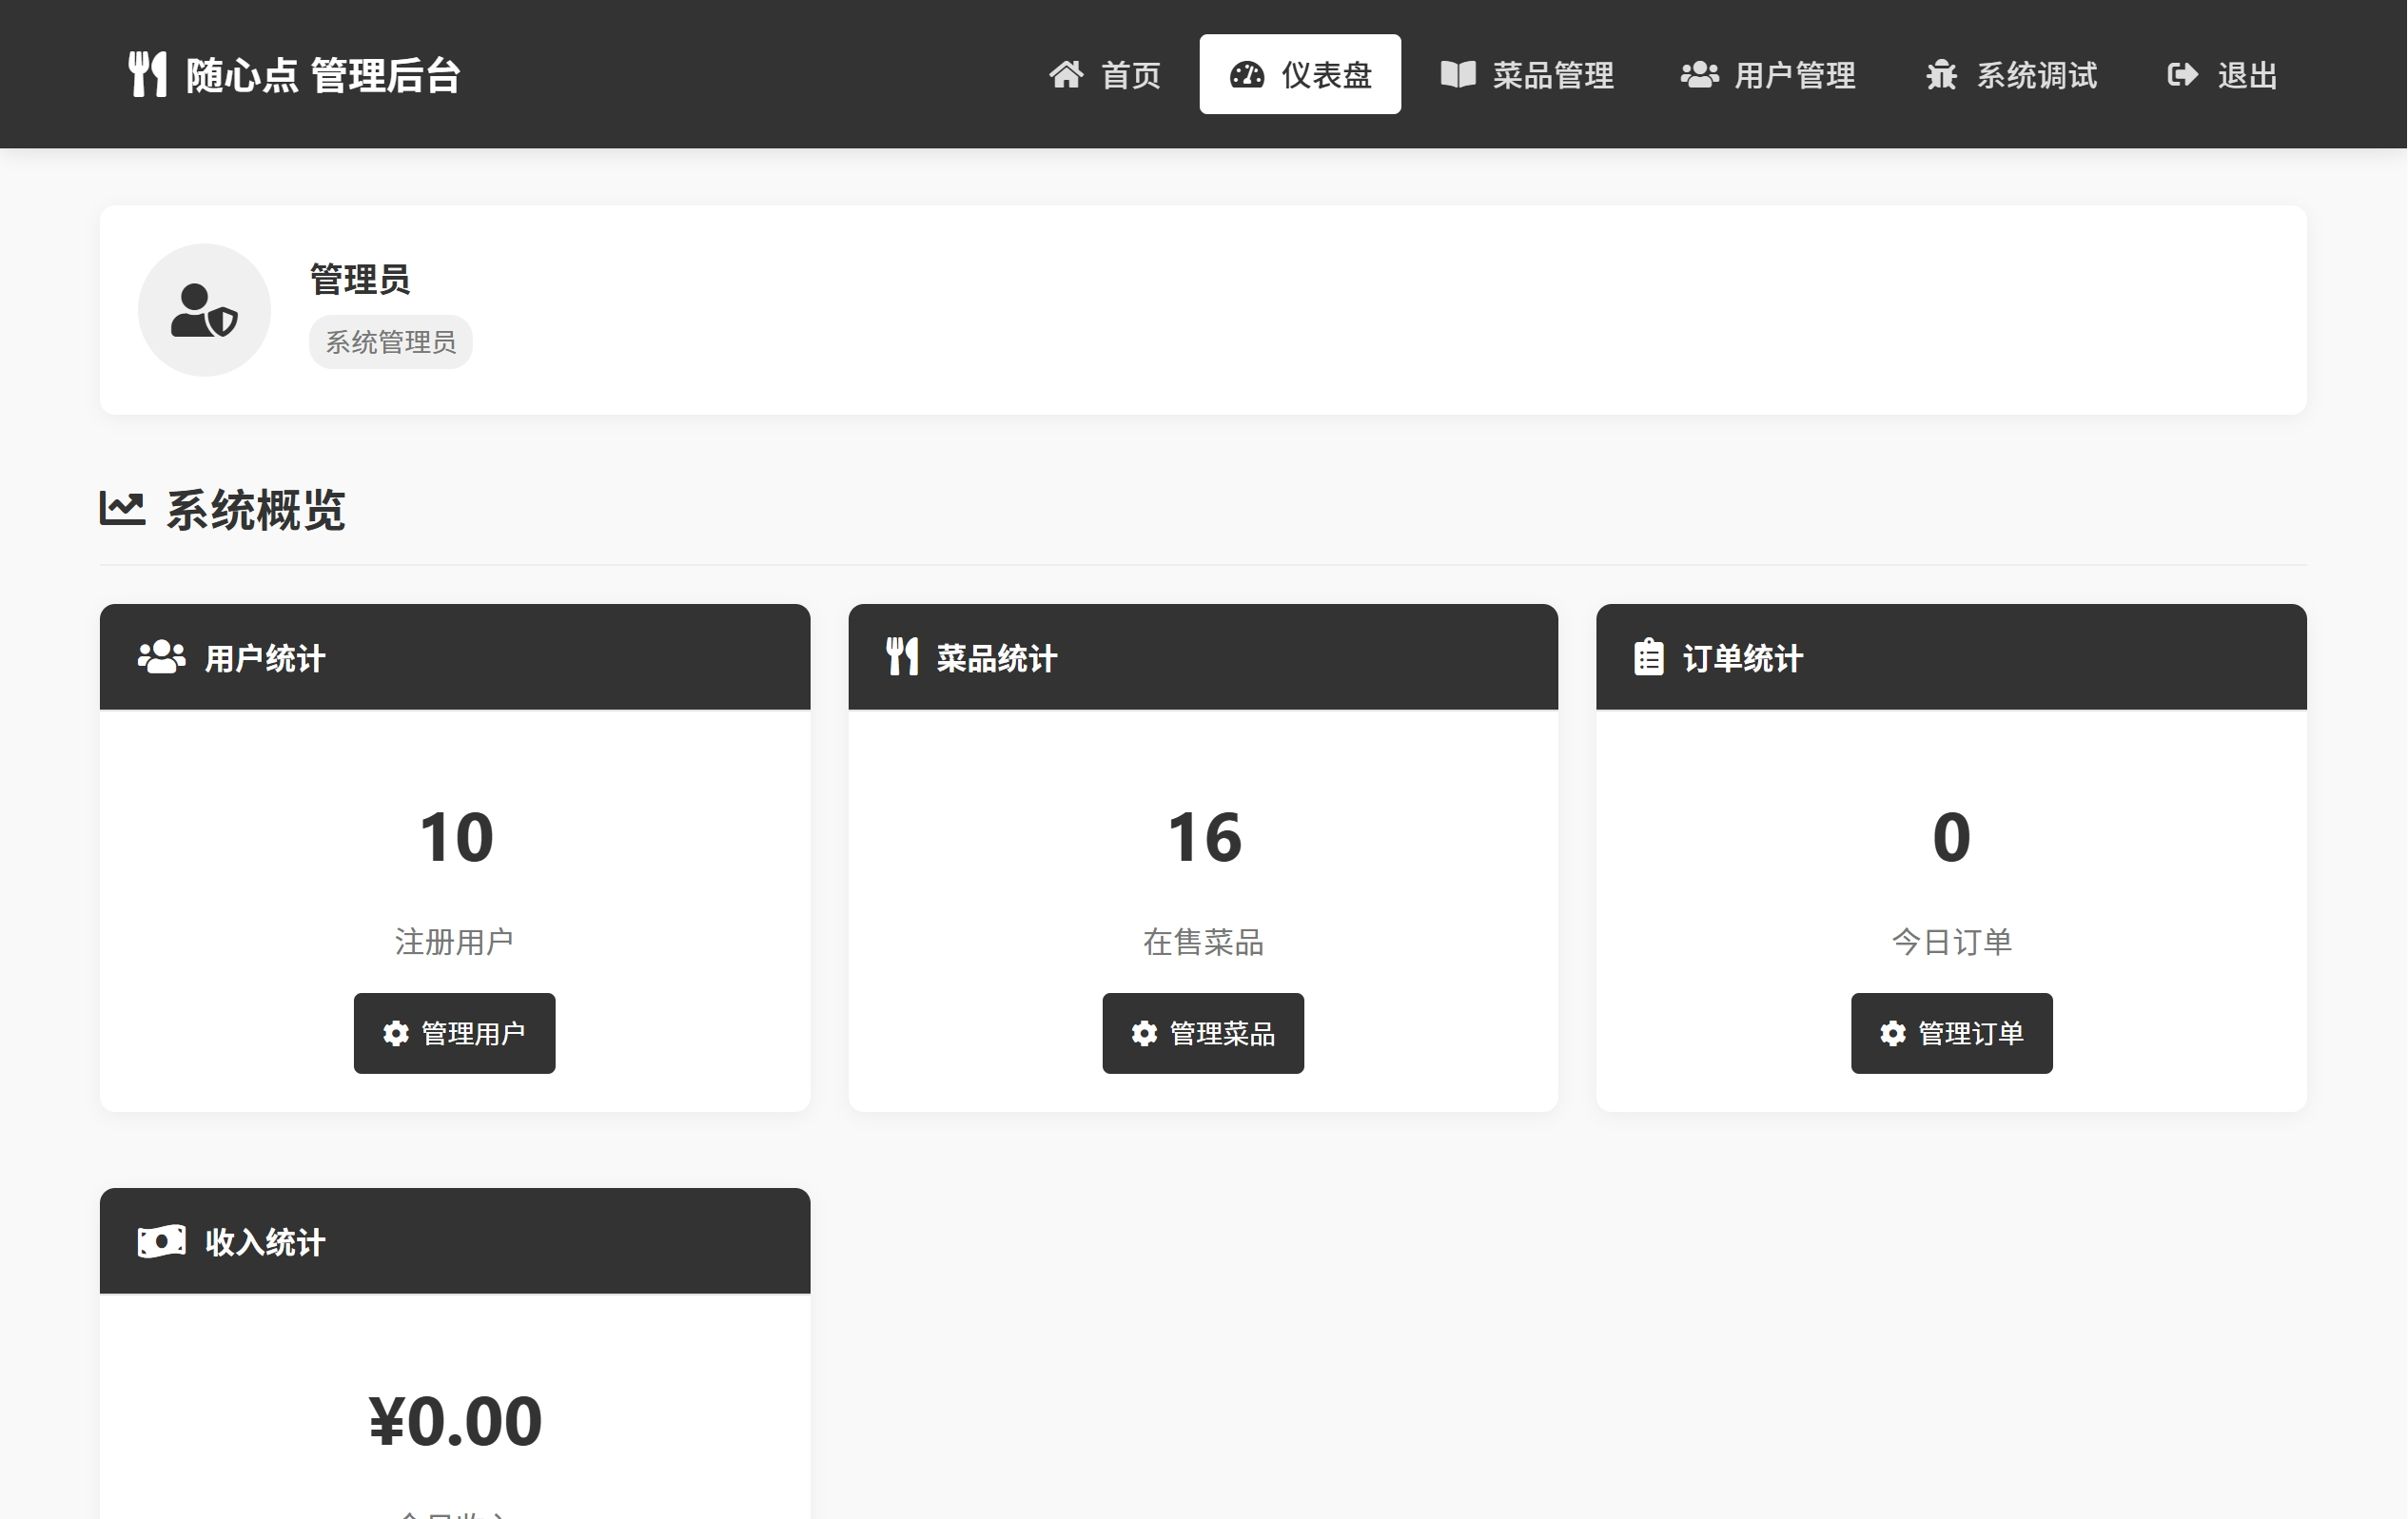 随心点 管理后台
首页 仪表盘 菜品管理 用户管理 系统调试 退出
管理员
系统管理员
系统概览
用户统计
10
注册用户
管理用户
菜品统计
16
在售菜品
管理菜品
订单统计
0
今日订单
管理订单
收入统计
¥0.00